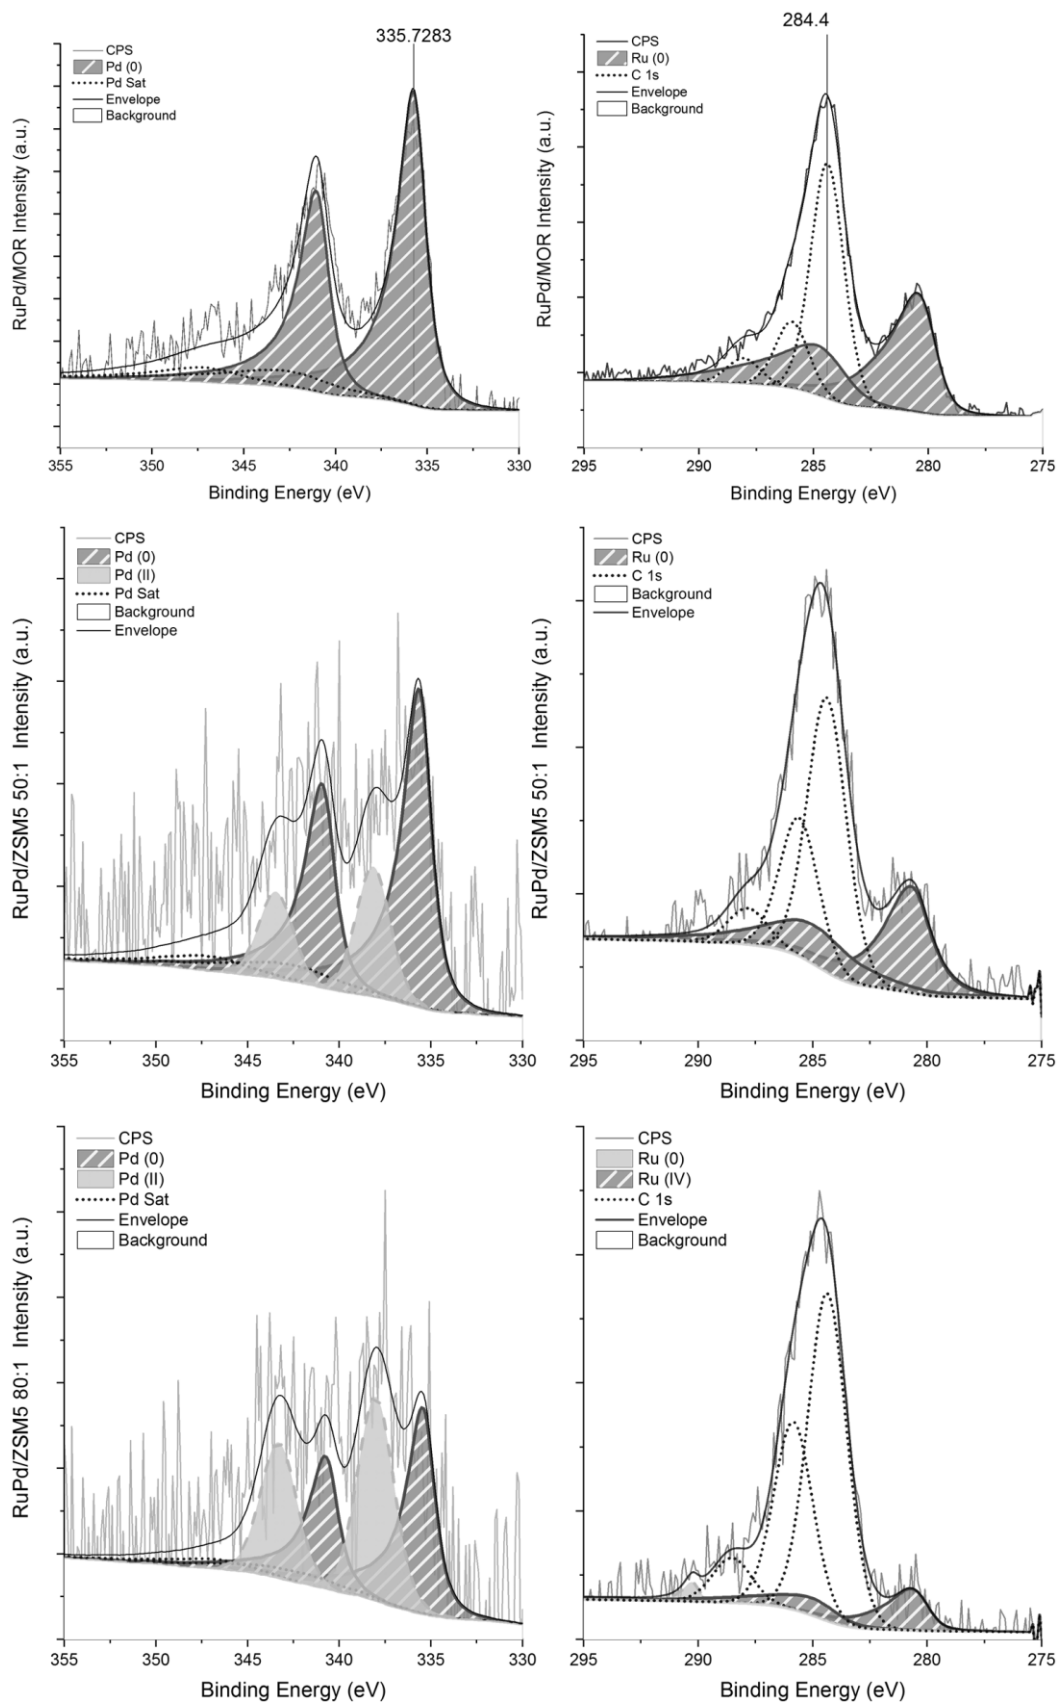 335.7283
CPS
Pd (0)
Pd Sat
Envelope
Background
RuPd/MOR Intensity (a.u.)
355 350 345 340 335 330
Binding Energy (eV)
284.4
CPS
Ru (0)
C 1s
Envelope
Background
RuPd/MOR Intensity (a.u.)
295 290 285 280 275
Binding Energy (eV)
CPS
Pd (0)
Pd (II)
Pd Sat
Background
Envelope
RuPd/ZSM5 50:1 Intensity (a.u.)
355 350 345 340 335 330
Binding Energy (eV)
CPS
Ru (0)
C 1s
Background
Envelope
RuPd/ZSM5 50:1 Intensity (a.u.)
295 290 285 280 275
Binding Energy (eV)
CPS
Pd (0)
Pd (II)
Pd Sat
Envelope
Background
RuPd/ZSM5 80:1 Intensity (a.u.)
355 350 345 340 335 330
Binding Energy (eV)
CPS
Ru (0)
Ru (IV)
C 1s
Envelope
Background
295 290 285 280 275
Binding Energy (eV)